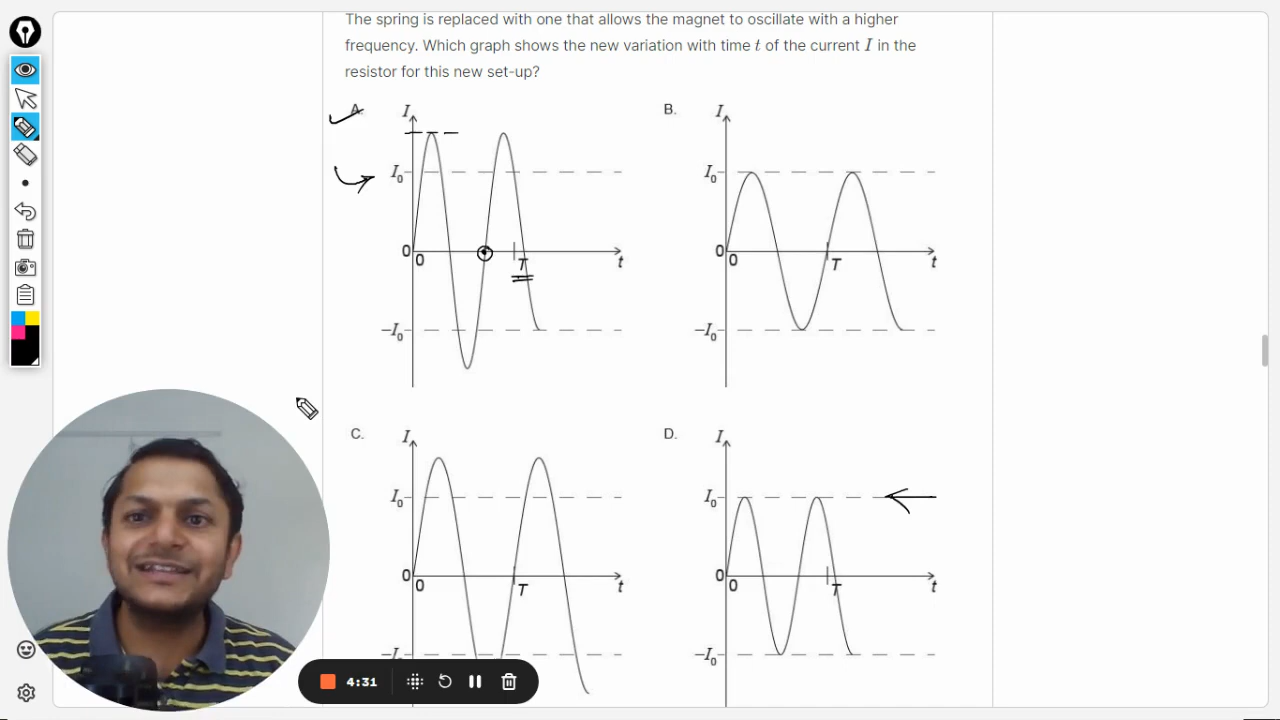 The spring is replaced with one that allows the magnet to oscillate with a higher
frequency. Which graph shows the new variation with time t of the current I in the
resistor for this new set-up?
A.
I
I₀
0
0
T
t
−I₀
B.
I
I₀
0
0
T
t
−I₀
C.
I
I₀
0
0
T
t
−I₀
D.
I
I₀
0
0
T
t
−I₀
4:31